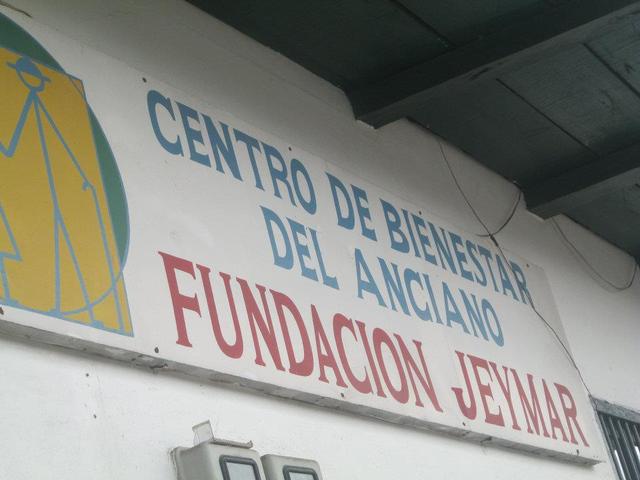 CENTRO DE BIENESTAR
DEL ANCIANO
FUNDACION JEYMAR